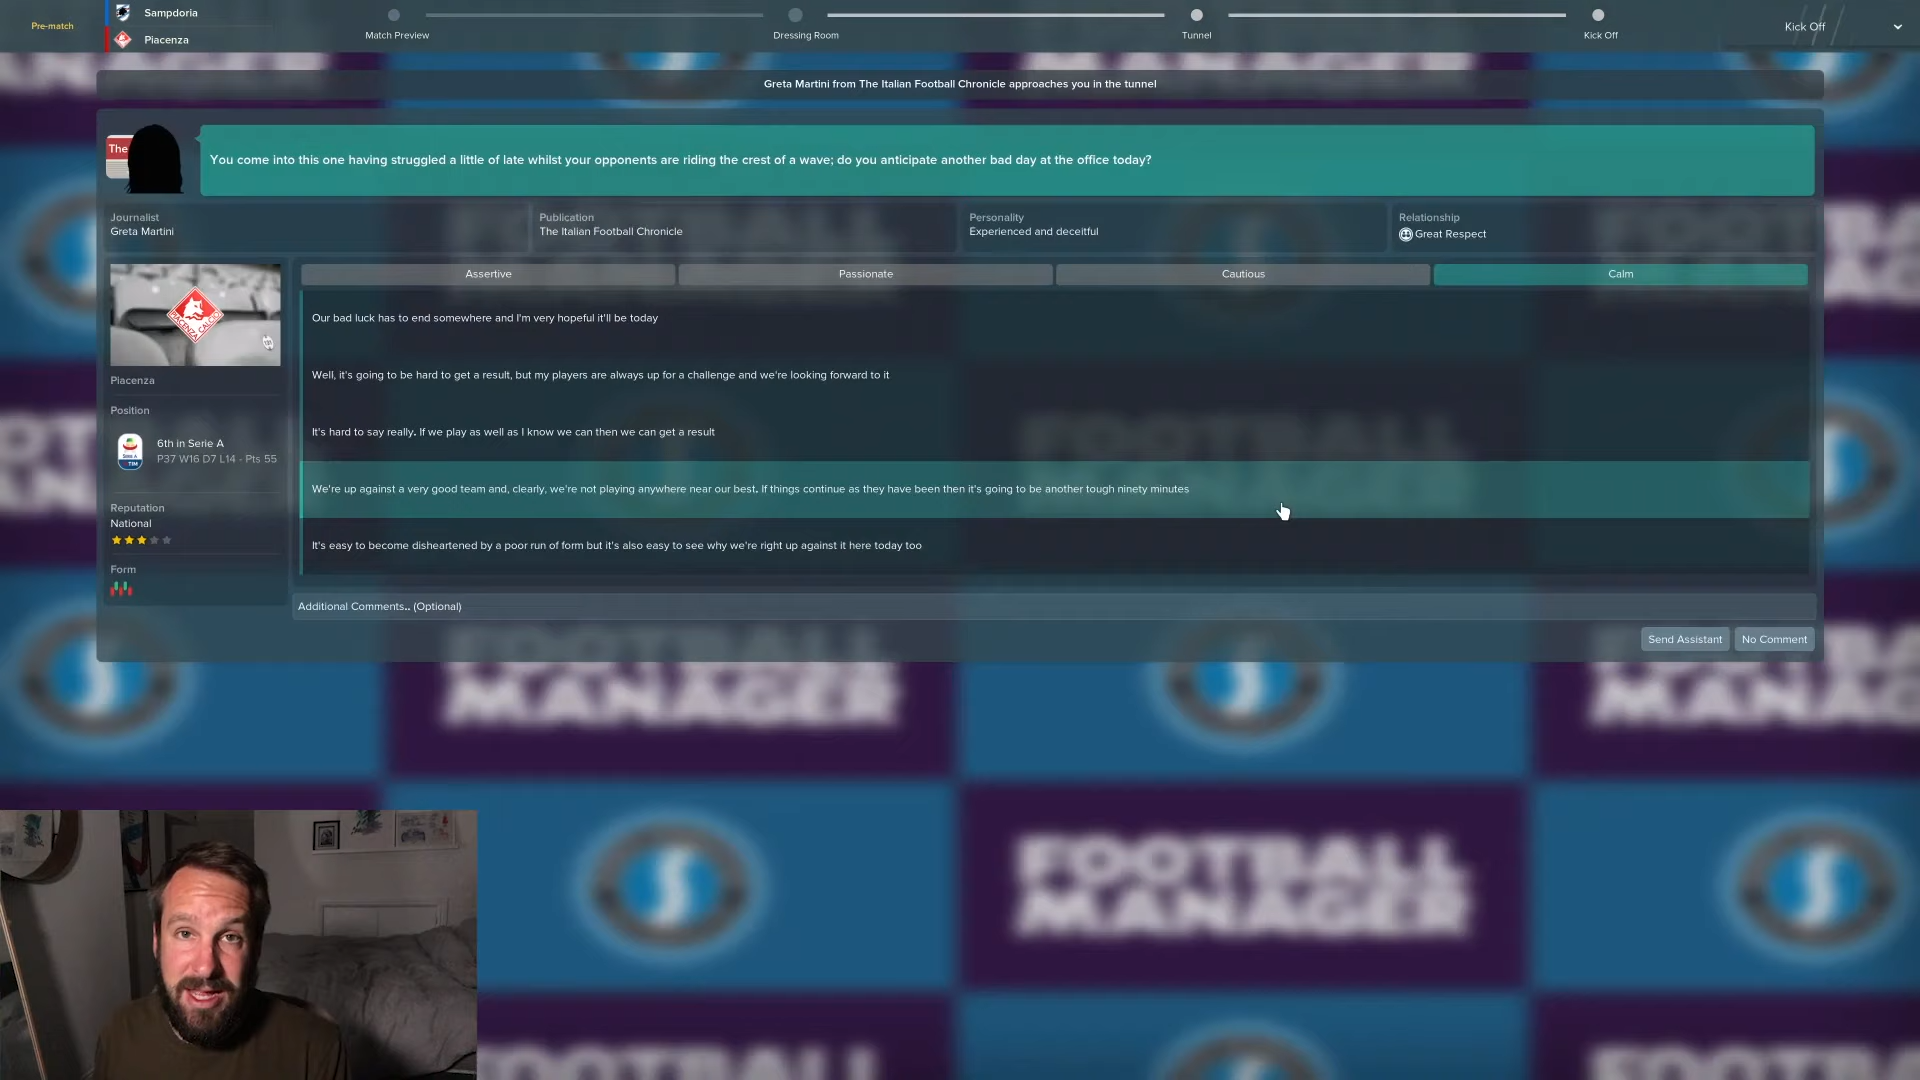 Pre-match
Sampdoria
Piacenza
Match Preview
Dressing Room
Tunnel
Kick Off
Kick Off
Greta Martini from The Italian Football Chronicle approaches you in the tunnel
The
You come into this one having struggled a little of late whilst your opponents are riding the crest of a wave; do you anticipate another bad day at the office today?
Journalist
Greta Martini
Publication
The Italian Football Chronicle
Personality
Experienced and deceitful
Relationship
Great Respect
Assertive
Passionate
Cautious
Calm
PIACENZA CALCIO
Piacenza
Position
SERIE A
TIM
6th in Serie A
P37 W16 D7 L14 - Pts 55
Reputation
National
Form
Our bad luck has to end somewhere and I'm very hopeful it'll be today
Well, it's going to be hard to get a result, but my players are always up for a challenge and we're looking forward to it
It's hard to say really. If we play as well as I know we can then we can get a result
We're up against a very good team and, clearly, we're not playing anywhere near our best. If things continue as they have been then it's going to be another tough ninety minutes
It's easy to become disheartened by a poor run of form but it's also easy to see why we're right up against it here today too
Additional Comments.. (Optional)
Send Assistant
No Comment
FOOTBALL
MANAGER
FOOTBALL
MANAGER